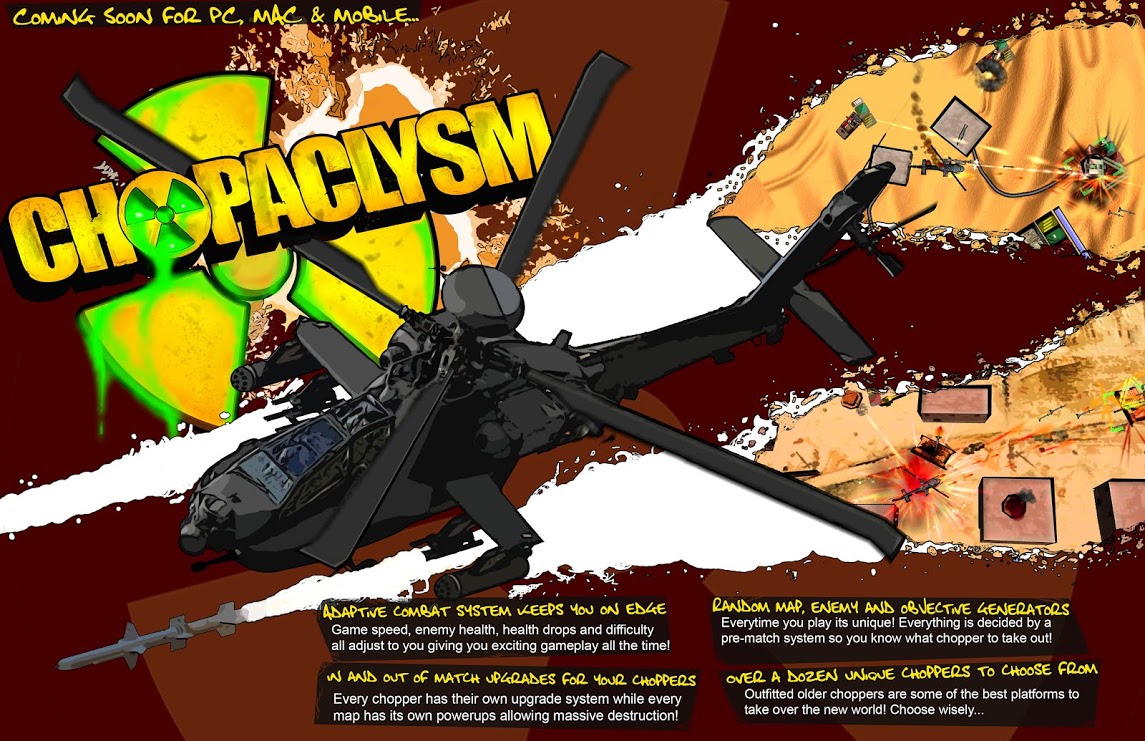 COMING SOON FOR PC, MAC & MOBILE...
CHOPACLYSM
ADAPTIVE COMBAT SYSTEM KEEPS YOU ON EDGE
Game speed, enemy health, health drops and difficulty
all adjust to you giving you exciting gameplay all the time!
IN AND OUT OF MATCH UPGRADES FOR YOUR CHOPPERS
Every chopper has their own upgrade system while every
map has its own powerups allowing massive destruction!
RANDOM MAP, ENEMY AND OBJECTIVE GENERATORS
Everytime you play its unique! Everything is decided by a
pre-match system so you know what chopper to take out!
OVER A DOZEN UNIQUE CHOPPERS TO CHOOSE FROM
Outfitted older choppers are some of the best platforms to
take over the new world! Choose wisely...